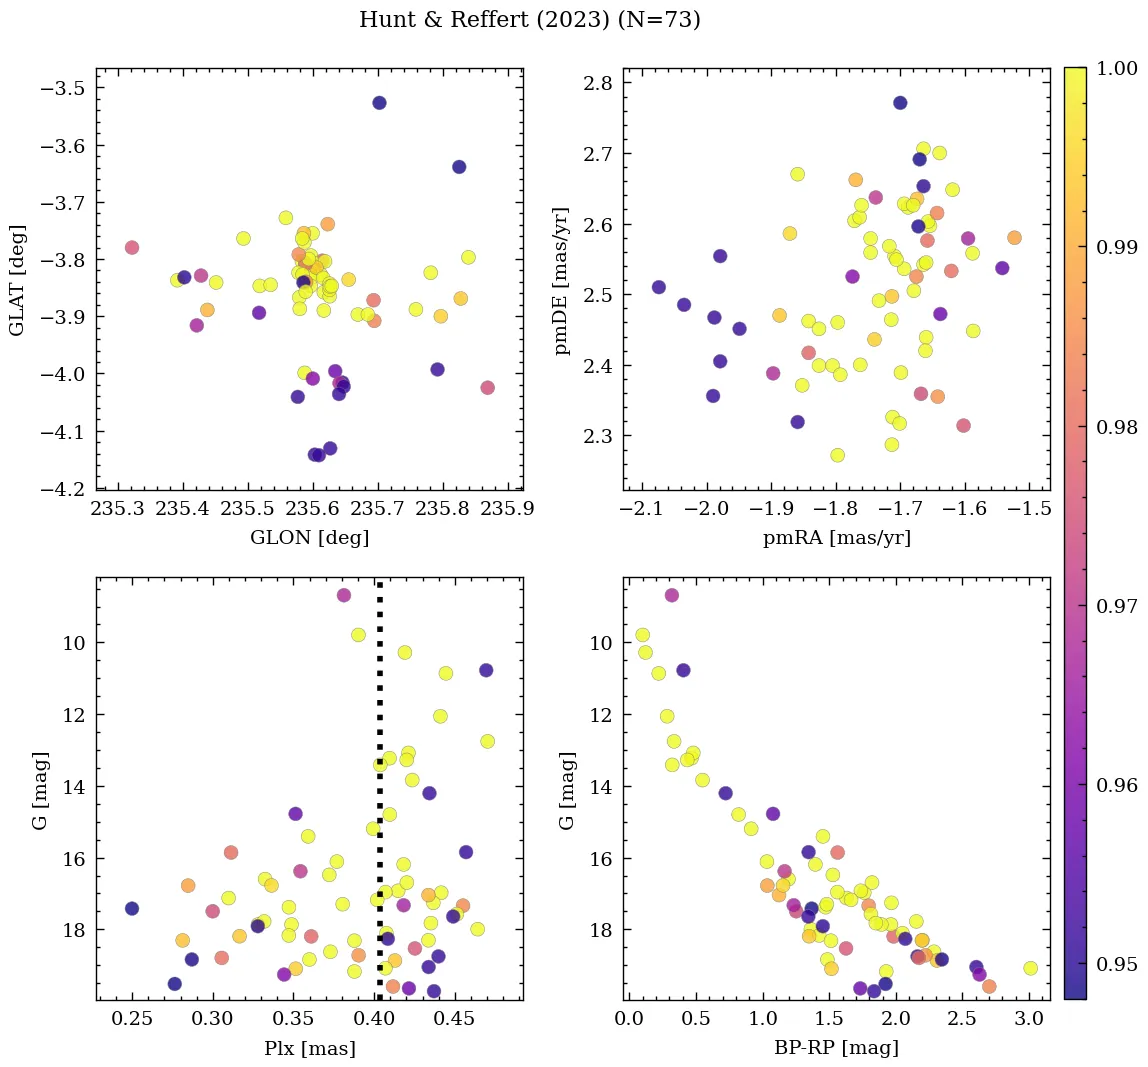 Hunt & Reffert (2023) (N=73)
−3.5
−3.6
−3.7
−3.8
−3.9
−4.0
−4.1
−4.2
GLAT [deg]
235.3 235.4 235.5 235.6 235.7 235.8 235.9
GLON [deg]
2.8
2.7
2.6
2.5
2.4
2.3
pmDE [mas/yr]
−2.1 −2.0 −1.9 −1.8 −1.7 −1.6 −1.5
pmRA [mas/yr]
10
12
14
16
18
G [mag]
0.25 0.30 0.35 0.40 0.45
Plx [mas]
10
12
14
16
18
G [mag]
0.0 0.5 1.0 1.5 2.0 2.5 3.0
BP-RP [mag]
1.00
0.99
0.98
0.97
0.96
0.95